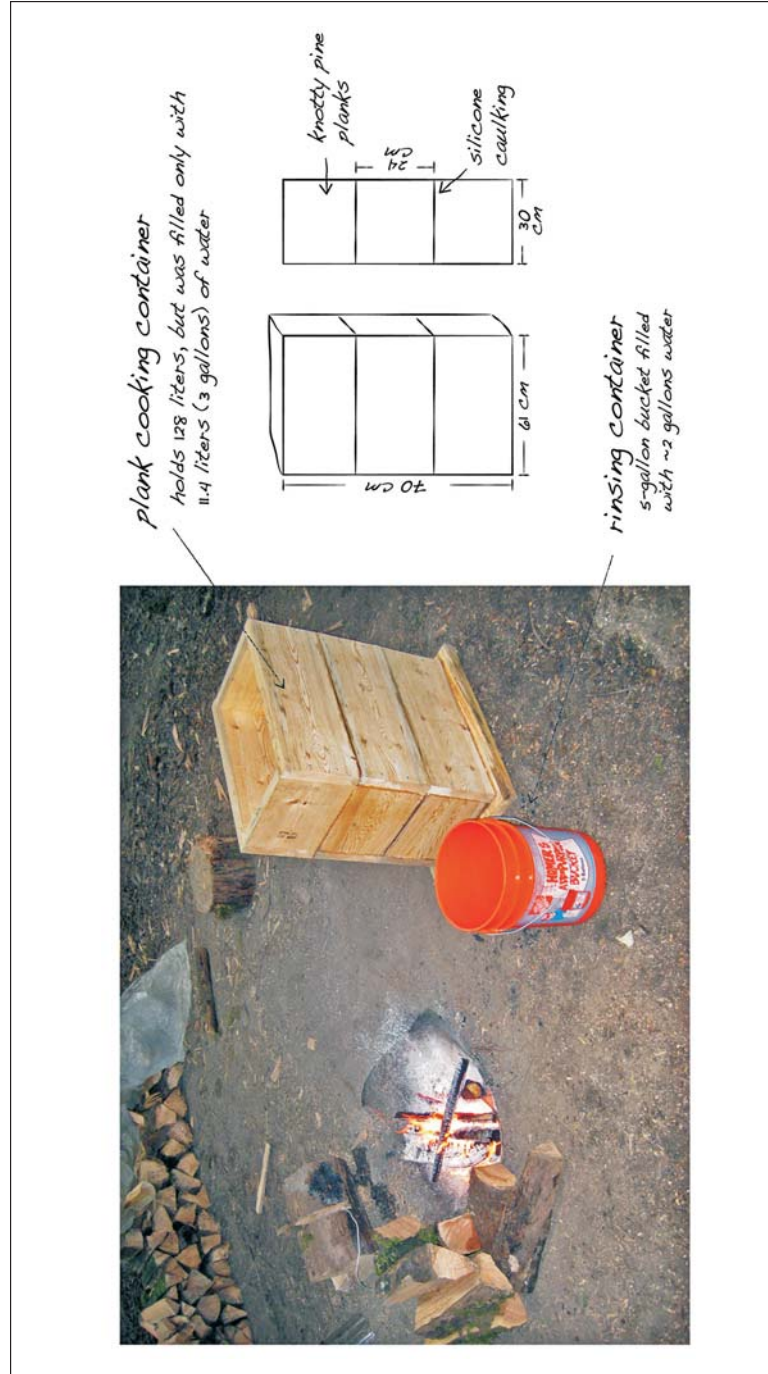 plank cooking container
holds 128 liters, but was filled only with
11.4 liters (3 gallons) of water
knotty pine
planks
24
cm
silicone
caulking
30
cm
61 cm
70 cm
rinsing container
5-gallon bucket filled
with ~2 gallons water
HOMER'S
BUCKET